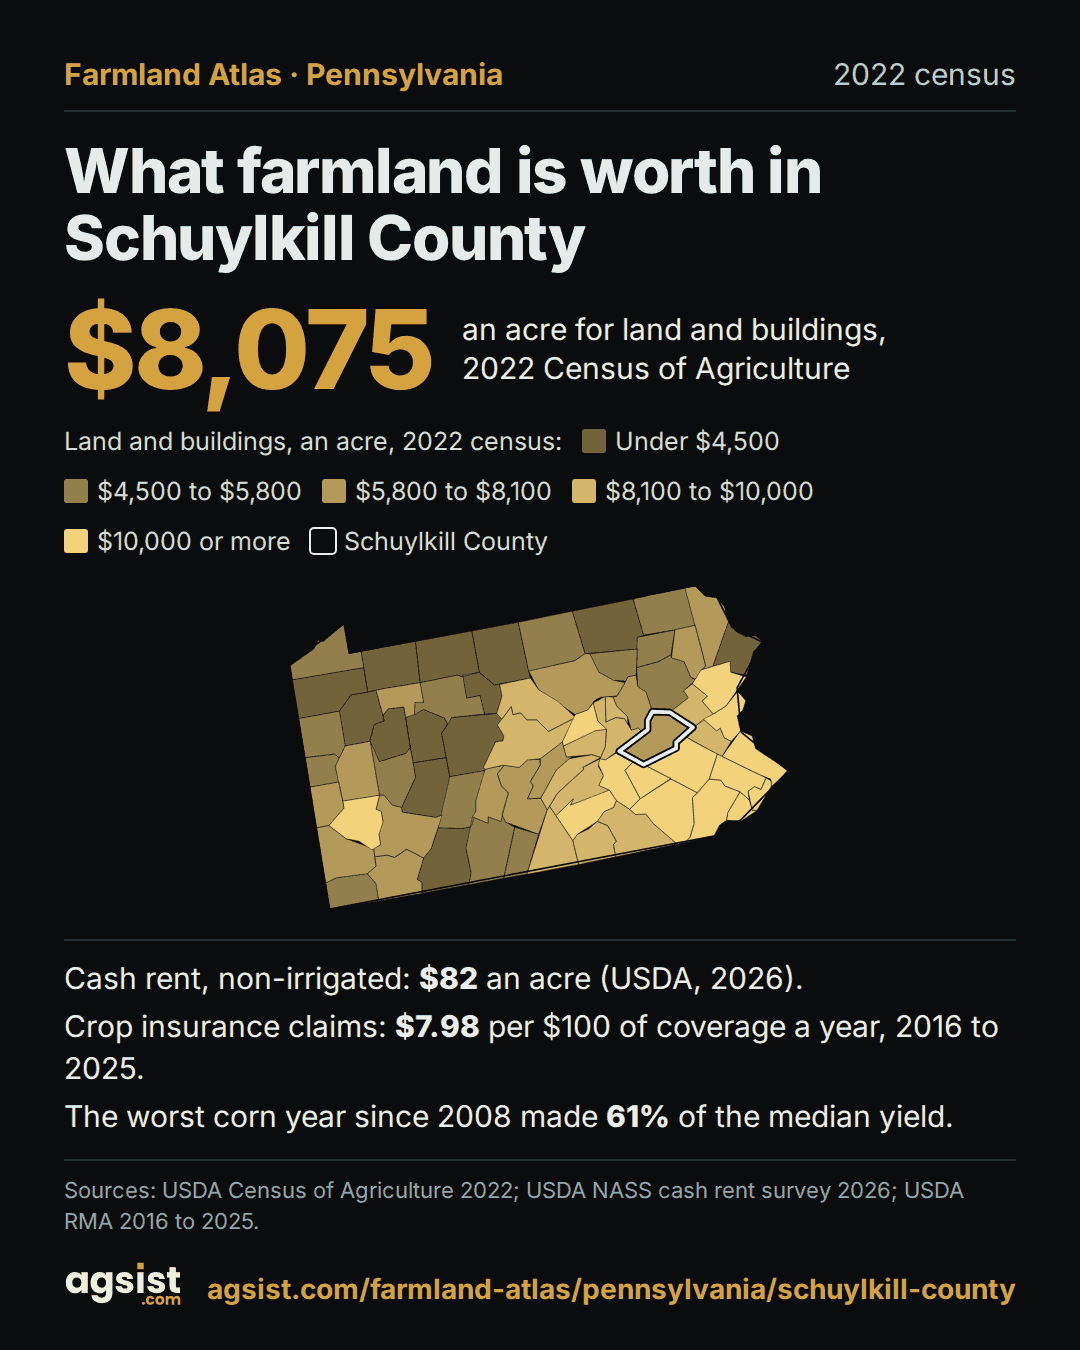 Farmland Atlas · Pennsylvania
2022 census
What farmland is worth in
Schuylkill County
$8,075
an acre for land and buildings,
2022 Census of Agriculture
Land and buildings, an acre, 2022 census: Under $4,500
$4,500 to $5,800 $5,800 to $8,100 $8,100 to $10,000
$10,000 or more Schuylkill County
Cash rent, non-irrigated: $82 an acre (USDA, 2026).
Crop insurance claims: $7.98 per $100 of coverage a year, 2016 to
2025.
The worst corn year since 2008 made 61% of the median yield.
Sources: USDA Census of Agriculture 2022; USDA NASS cash rent survey 2026; USDA
RMA 2016 to 2025.
agsist
.com
agsist.com/farmland-atlas/pennsylvania/schuylkill-county